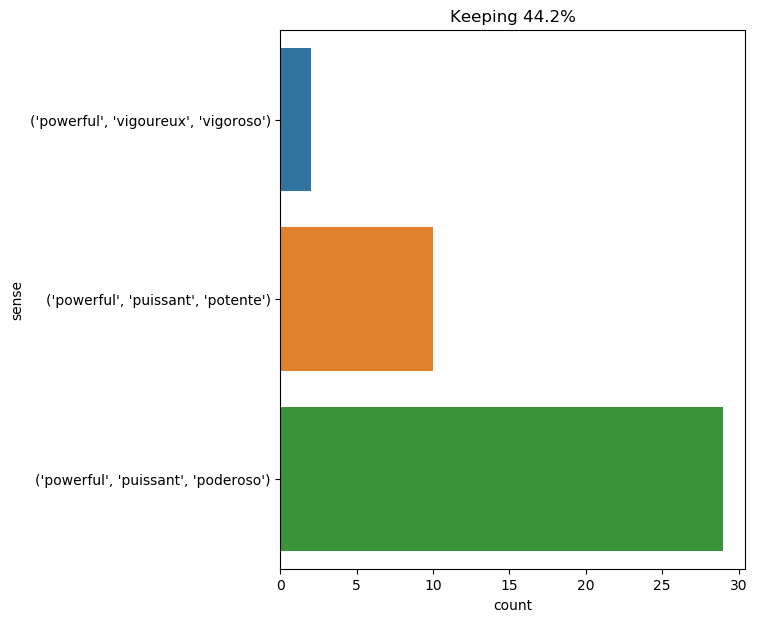 Keeping 44.2%
('powerful', 'vigoureux', 'vigoroso')
('powerful', 'puissant', 'potente')
('powerful', 'puissant', 'poderoso')
sense
0 5 10 15 20 25 30
count